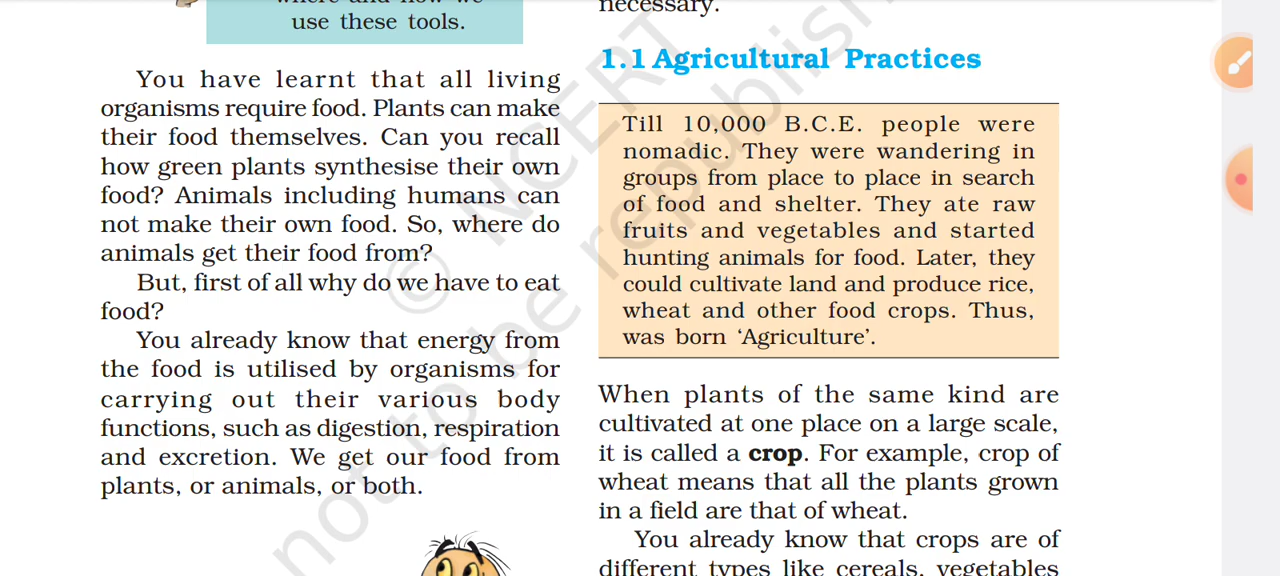 use these tools.
You have learnt that all living
organisms require food. Plants can make
their food themselves. Can you recall
how green plants synthesise their own
food? Animals including humans can
not make their own food. So, where do
animals get their food from?
But, first of all why do we have to eat
food?
You already know that energy from
the food is utilised by organisms for
carrying out their various body
functions, such as digestion, respiration
and excretion. We get our food from
plants, or animals, or both.
necessary.
1.1 Agricultural Practices
Till 10,000 B.C.E. people were
nomadic. They were wandering in
groups from place to place in search
of food and shelter. They ate raw
fruits and vegetables and started
hunting animals for food. Later, they
could cultivate land and produce rice,
wheat and other food crops. Thus,
was born ‘Agriculture’.
When plants of the same kind are
cultivated at one place on a large scale,
it is called a crop. For example, crop of
wheat means that all the plants grown
in a field are that of wheat.
You already know that crops are of
different types like cereals, vegetables
© NCERT
not to be republish